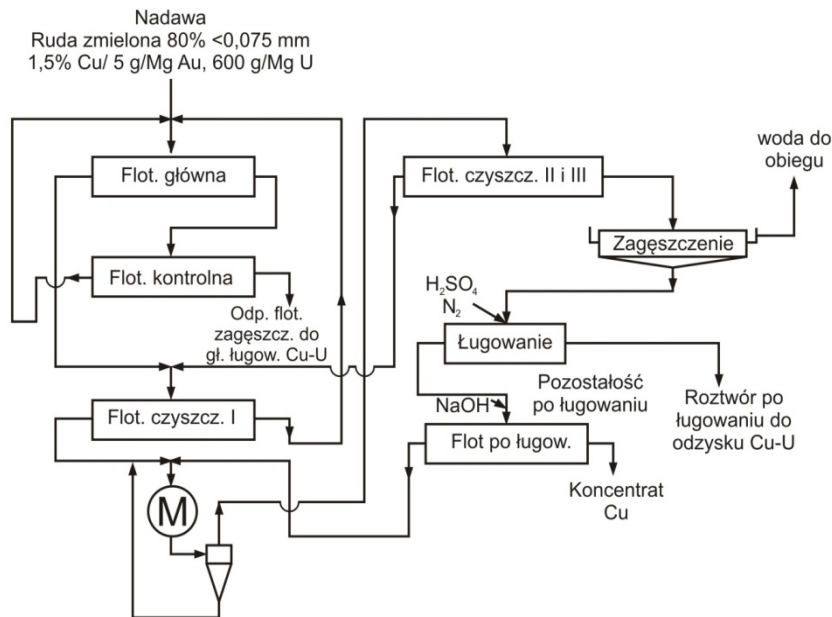 Nadawa
Ruda zmielona 80% <0,075 mm
1,5% Cu/ 5 g/Mg Au, 600 g/Mg U
Flot. główna
Flot. kontrolna
Odp. flot.
zagęszcz. do
gł. ługow. Cu-U
Flot. czyszcz. I
M
Flot. czyszcz. II i III
woda do
obiegu
Zagęszczenie
H₂SO₄
N₂
Ługowanie
NaOH
Pozostałość
po ługowaniu
Roztwór po
ługowaniu do
odzysku Cu-U
Flot po ługow.
Koncentrat
Cu